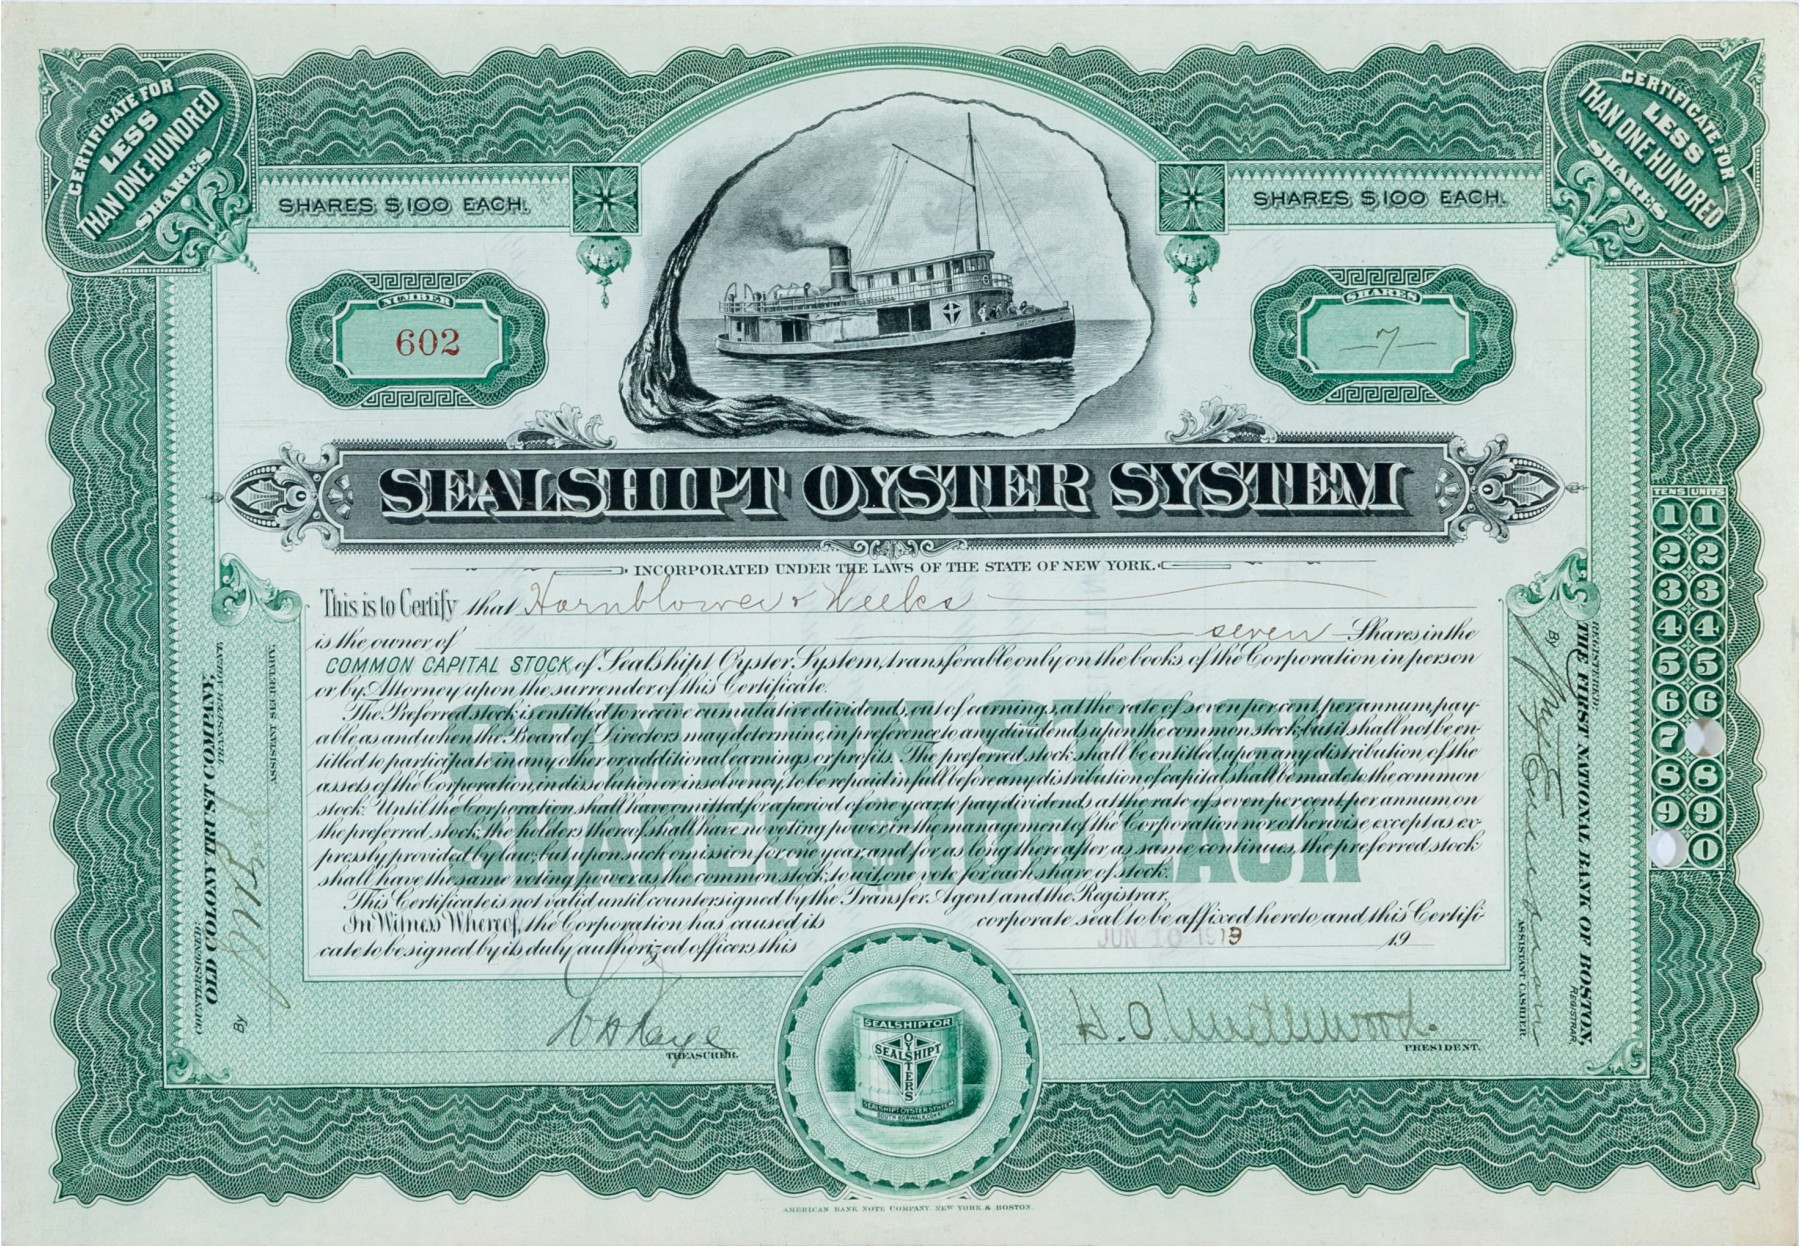 CERTIFICATE FOR
LESS
THAN ONE HUNDRED
SHARES
CERTIFICATE FOR
LESS
THAN ONE HUNDRED
SHARES
SHARES $100 EACH.
SHARES $100 EACH.
NUMBER
602
SHARES
7
SEALSHIPT OYSTER SYSTEM
INCORPORATED UNDER THE LAWS OF THE STATE OF NEW YORK.
This is to Certify that Hornblower & Weeks
is the owner of seven Shares in the
COMMON CAPITAL STOCK of Sealshipt Oyster System, transferable only on the books of the Corporation in person
or by Attorney upon the surrender of this Certificate.
The Preferred stock is entitled to receive cumulative dividends, out of earnings, at the rate of seven per cent. per annum, pay-
able as and when the Board of Directors may determine, in preference to any dividends upon the common stock; but it shall not be en-
titled to participate in any other or additional earnings or profits. The preferred stock shall be entitled upon any distribution of the
assets of the Corporation, in dissolution or insolvency, to be repaid in full before any distribution of capital shall be made to the common
stock. Until the Corporation shall have omitted for a period of one year to pay dividends at the rate of seven per cent. per annum, on
the preferred stock, the holders thereof shall have no voting power in the management of the Corporation nor otherwise, except as ex-
pressly provided by law; but upon such omission for one year, and for as long thereafter as same continues, the preferred stock
shall have the same voting power as the common stock; to wit, one vote for each share of stock.
This Certificate is not valid until countersigned by the Transfer Agent and the Registrar.
In Witness Whereof, the Corporation has caused its corporate seal to be affixed hereto and this Certifi-
cate to be signed by its duly authorized officers this JUN 10 1913 19
COMMON STOCK
SHARES $100 EACH
TREASURER.
H. O. Underwood.
PRESIDENT.
COUNTERSIGNED:
OLD COLONY TRUST COMPANY,
TRANSFER AGENT.
By
ASSISTANT SECRETARY.
REGISTERED:
THE FIRST NATIONAL BANK OF BOSTON,
REGISTRAR
By
ASSISTANT CASHIER.
TENS UNITS
1 1
2 2
3 3
4 4
5 5
6 6
7
8 8
9 9
0
SEALSHIPTOR
OYSTERS
SEALSHIPT
AMERICAN BANK NOTE COMPANY. NEW YORK & BOSTON.